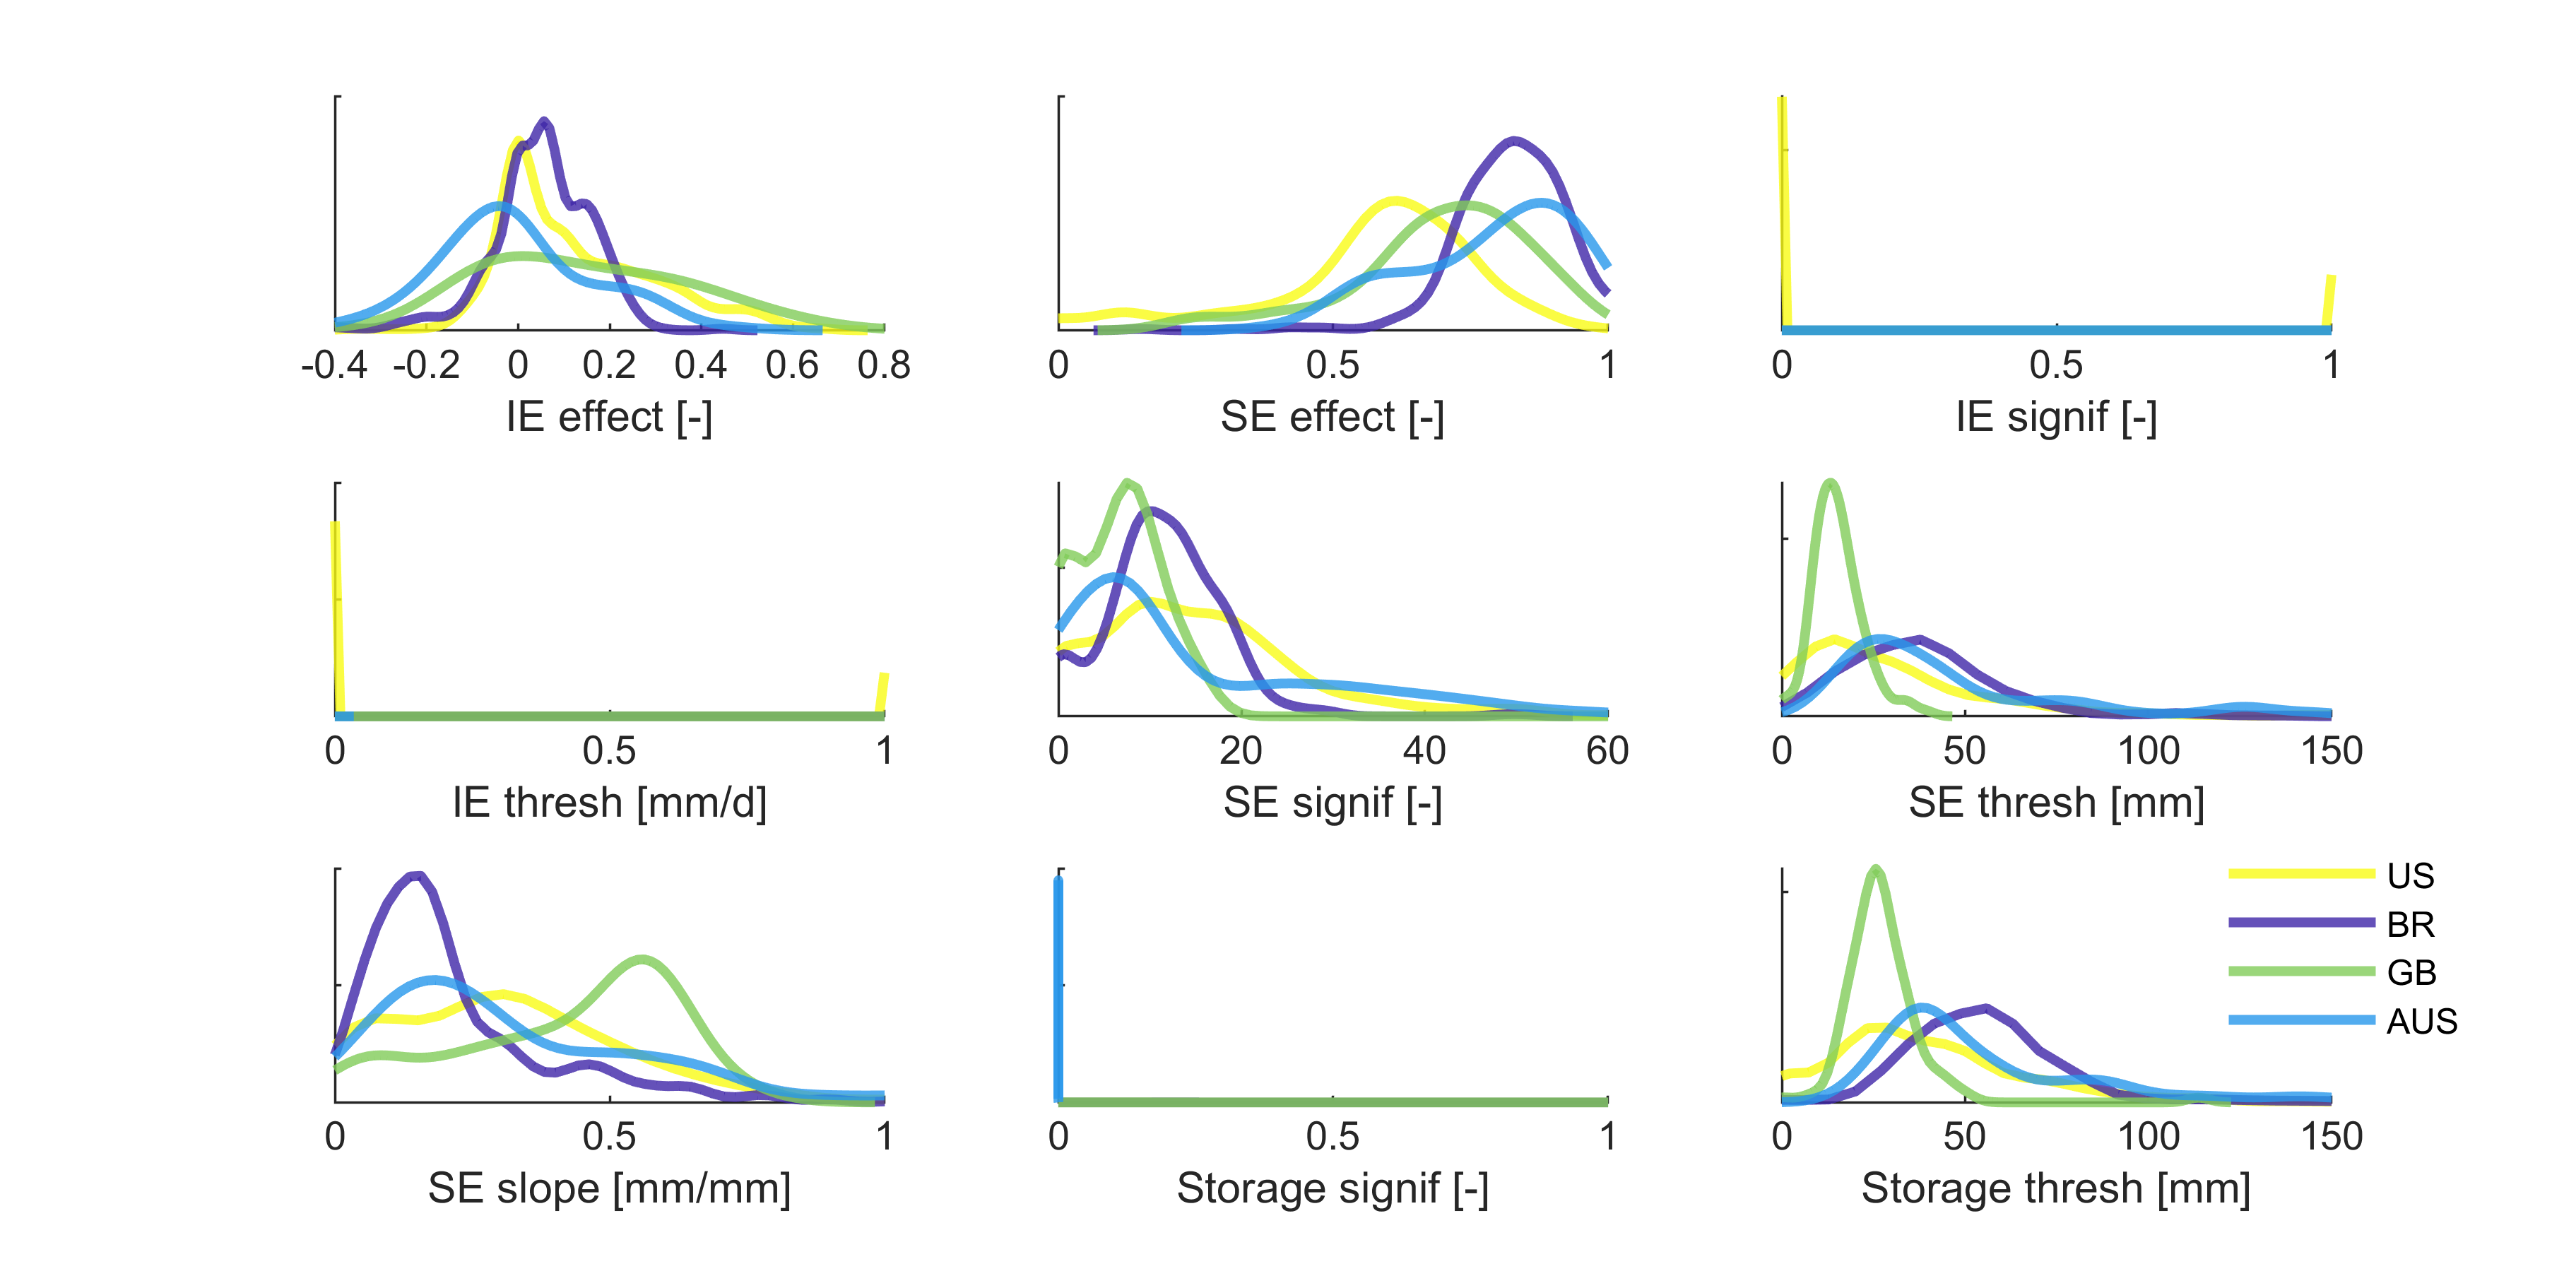 -0.4 -0.2 0 0.2 0.4 0.6 0.8
IE effect [-]
0 0.5 1
SE effect [-]
0 0.5 1
IE signif [-]
0 0.5 1
IE thresh [mm/d]
0 20 40 60
SE signif [-]
0 50 100 150
SE thresh [mm]
0 0.5 1
SE slope [mm/mm]
0 0.5 1
Storage signif [-]
0 50 100 150
Storage thresh [mm]
US
BR
GB
AUS